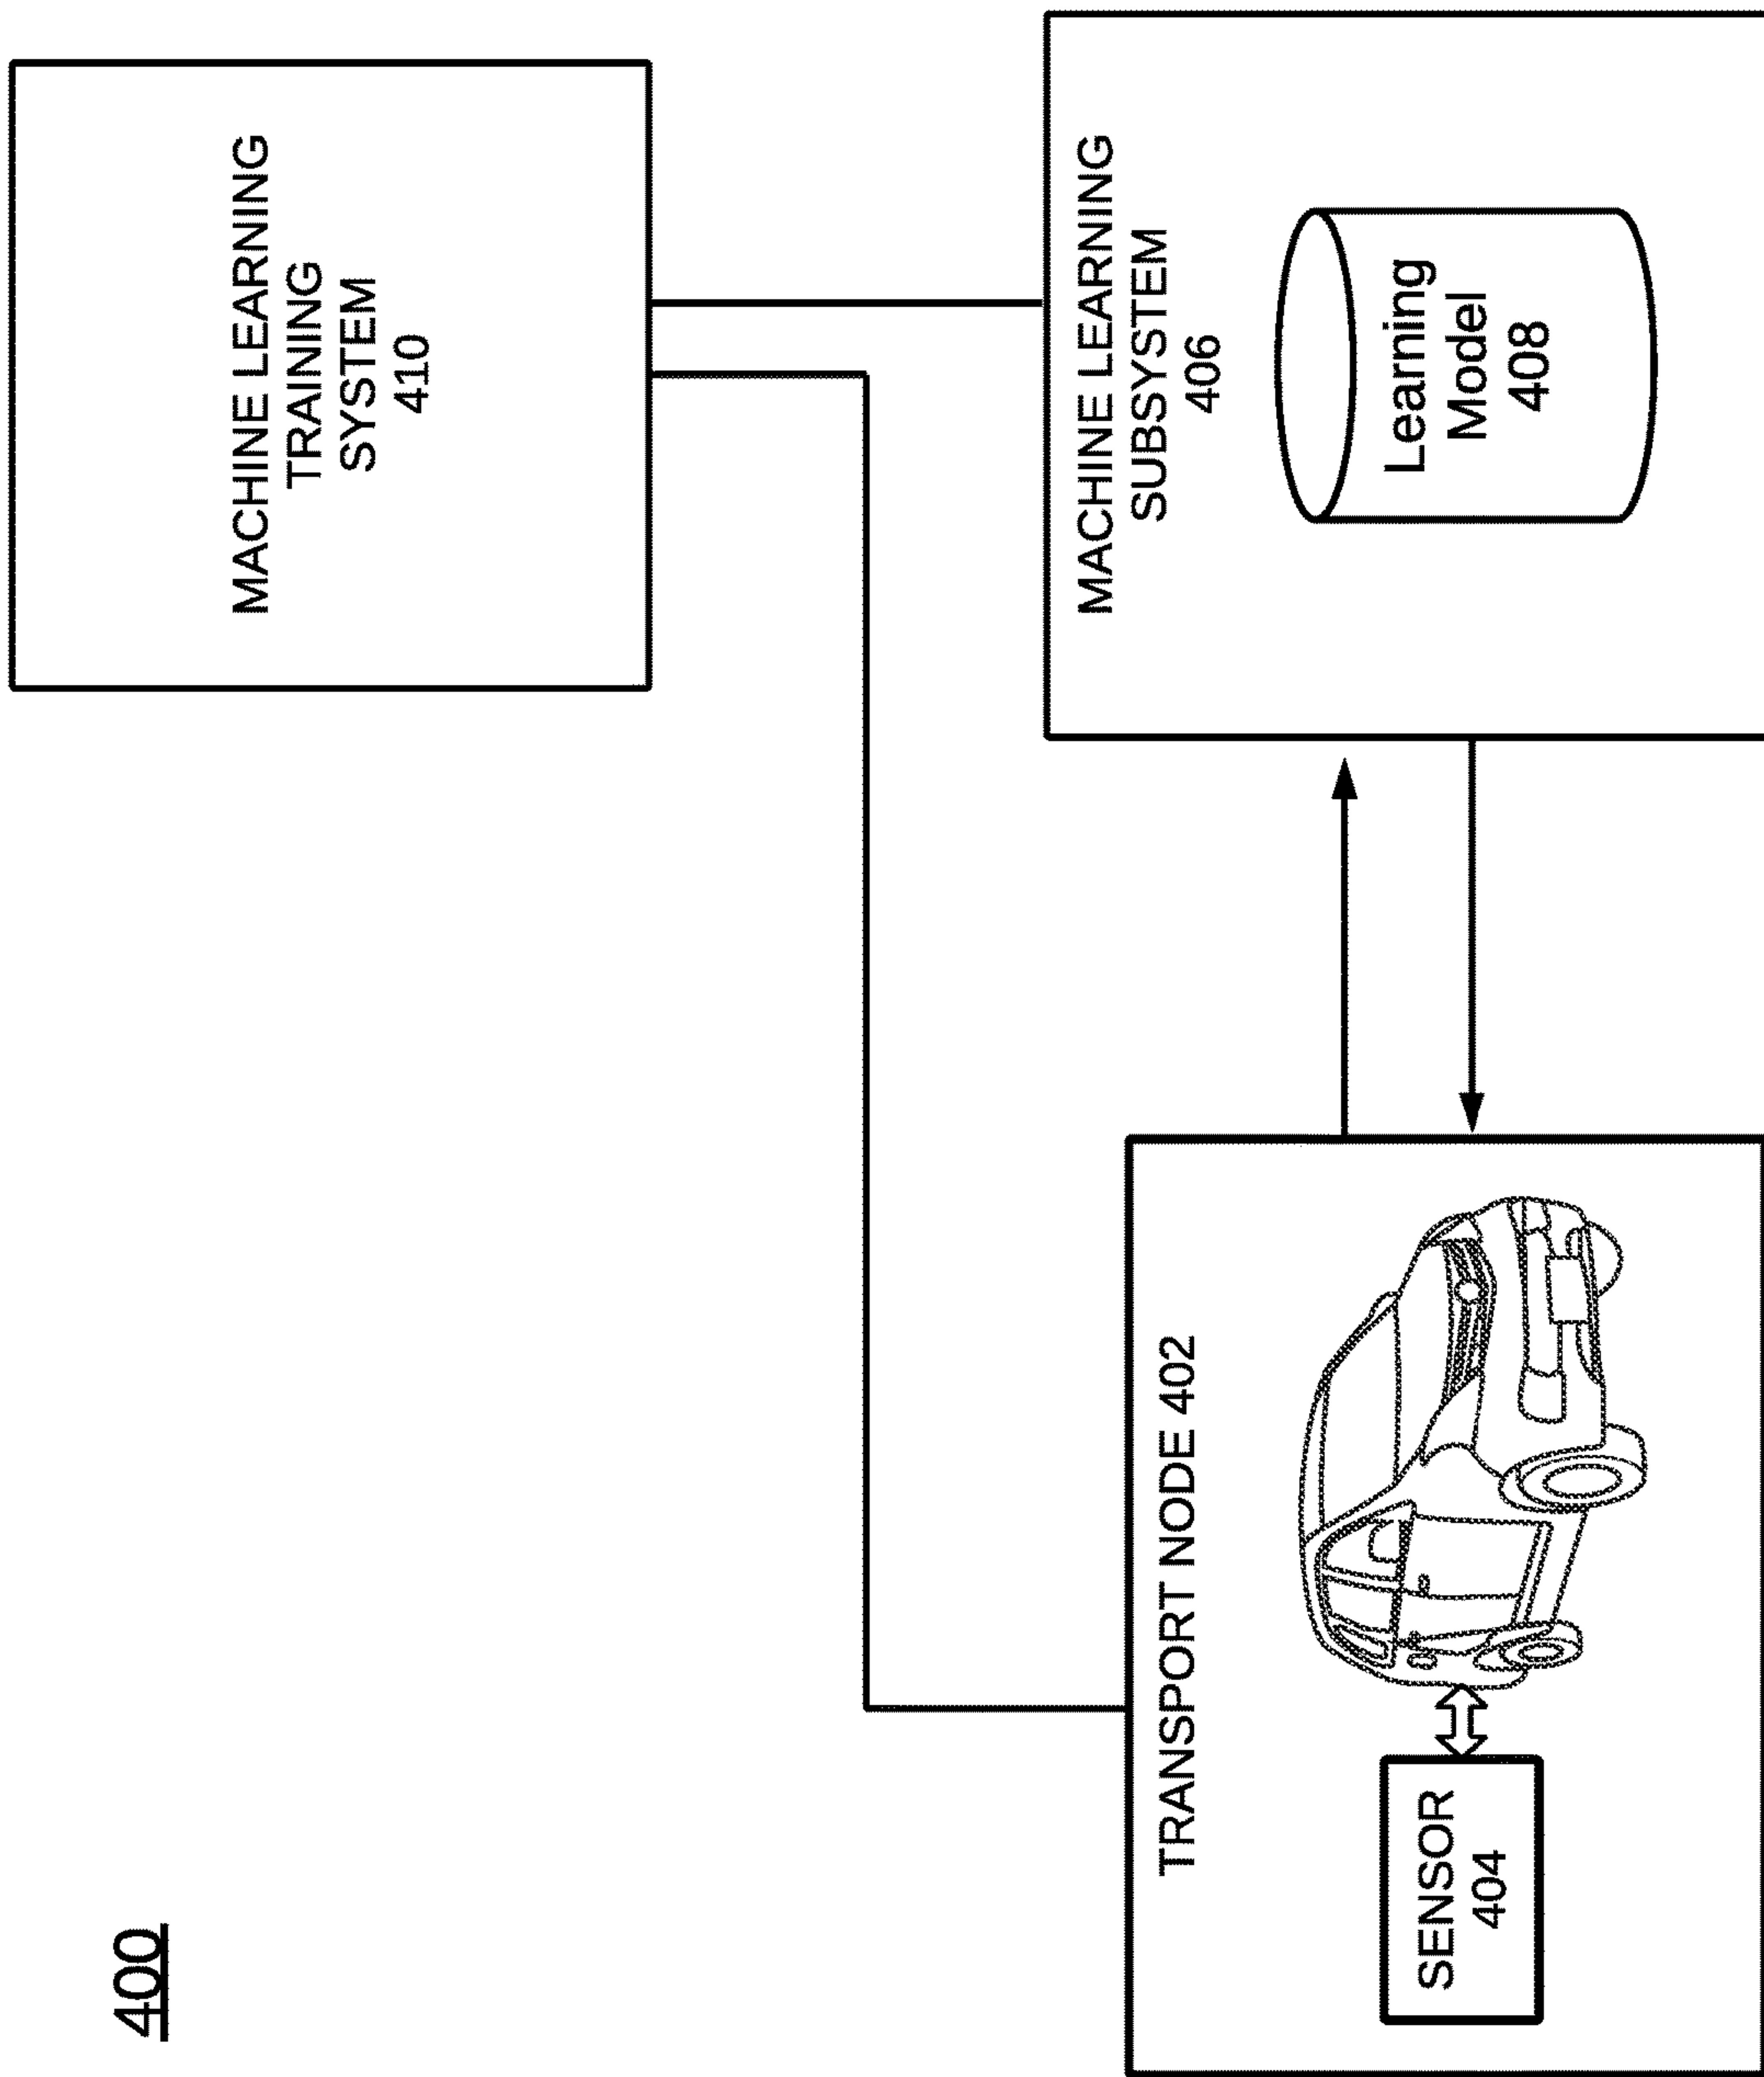 400
MACHINE LEARNING
TRAINING
SYSTEM
410
TRANSPORT NODE 402
SENSOR
404
MACHINE LEARNING
SUBSYSTEM
406
Learning
Model
408